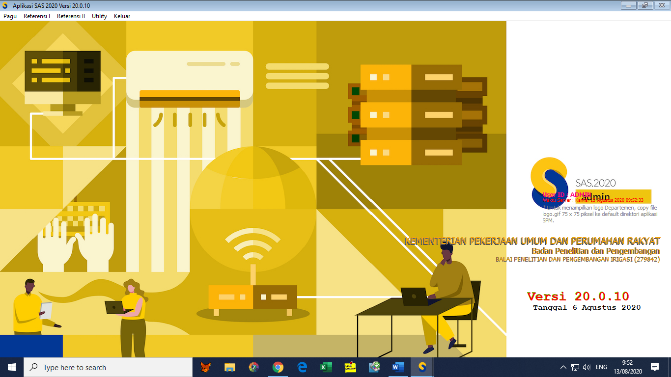 Aplikasi SAS 2020 Versi 20.0.10
Pagu Referensi I Referensi II Utility Keluar
SAS.2020
admin
menampilkan logo Departemen, copy file
logo.gif 75 x 75 piksel ke default direktori aplikasi
KEMENTERIAN PEKERJAAN UMUM DAN PERUMAHAN RAKYAT
Badan Penelitian dan Pengembangan
BALAI PENELITIAN DAN PENGEMBANGAN IRIGASI (279842)
Versi 20.0.10
Tanggal 6 Agustus 2020
Type here to search
ENG
9:52
13/08/2020